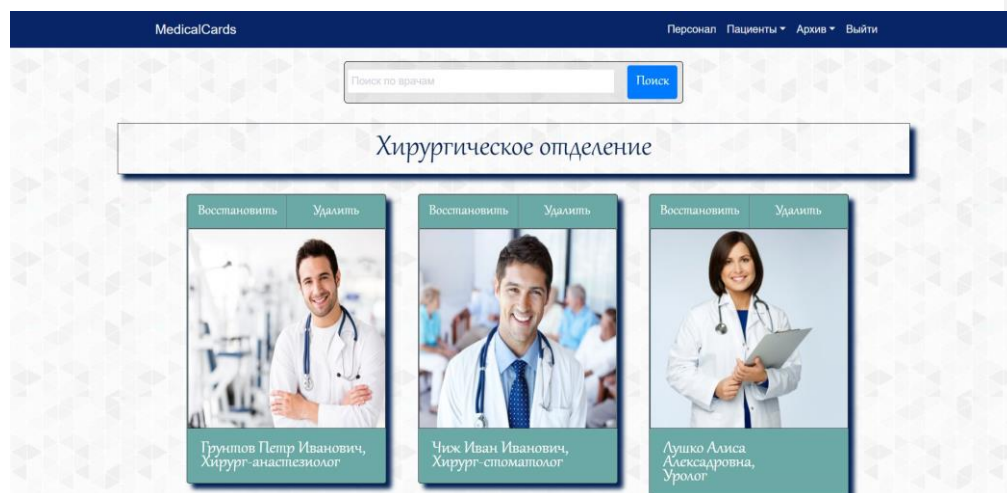 MedicalCards Персонал Пациенты Архив Выйти
Поиск по врачам Поиск
Хирургическое отделение
Восстановить Удалить Восстановить Удалить Восстановить Удалить
Грунтов Петр Иванович,
Хирург-анастезиолог
Чиж Иван Иванович,
Хирург-стоматолог
Лушко Алиса
Алексадровна,
Уролог